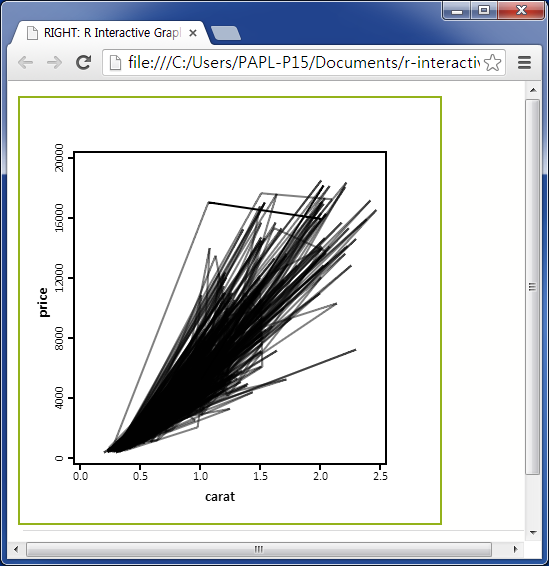 RIGHT: R Interactive Grap
file:///C:/Users/PAPL-P15/Documents/r-interactiv
20000
16000
12000
8000
4000
0
price
0.0 0.5 1.0 1.5 2.0 2.5
carat